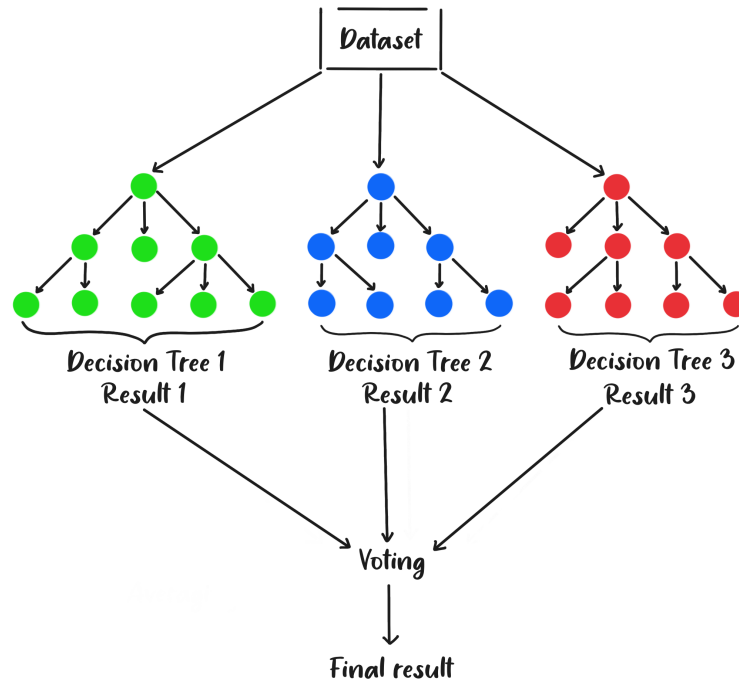 Dataset
Decision Tree 1
Result 1
Decision Tree 2
Result 2
Decision Tree 3
Result 3
Voting
Final result